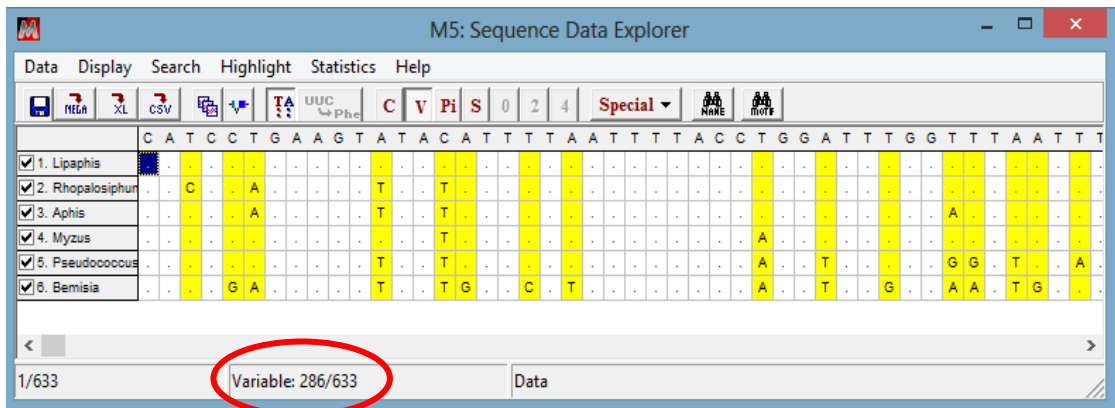 M5: Sequence Data Explorer
Data Display Search Highlight Statistics Help
MEGA XL CSV TA UUC Phe C V Pi S 0 2 4 Special NAME MOTIF
C A T C C T G A A G T A T A C A T T T T A A T T T T A C C T G G A T T T G G T T T A A T T T
1. Lipaphis . . . . . . . . . . . . . . . . . . . . . . . . . . . . . . . . . . . . . . . . . . . . . .
2. Rhopalosiphun . . C . . A . . . . . T . . T . . . . . . . . . . . . . . . . . . . . . . . . . . . . . . .
3. Aphis . . . . . A . . . . . T . . T . . . . . . . . . . . . . . . . . . . . . . . A . . . . . . .
4. Myzus . . . . . . . . . . . . . . T . . . . . . . . . . . . . . A . . . . . . . . . . . . . . . .
5. Pseudococcus . . . . . . . . . . . T . . T . . . . . . . . . . . . . . A . . T . . . . . G G . T . . A .
6. Bemisia . . . . G A . . . . . T . . T G . . C . T . . . . . . . . A . . T . . G . . A A . T G . . .
1/633 Variable: 286/633 Data